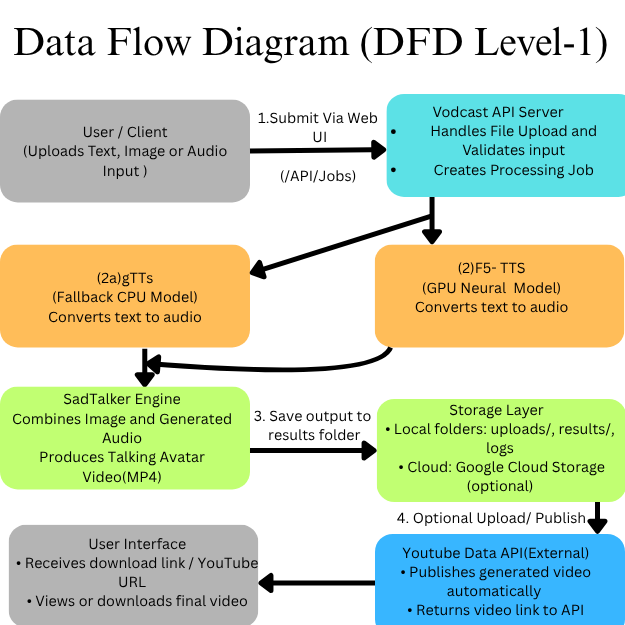 Data Flow Diagram (DFD Level-1)
User / Client
(Uploads Text, Image or Audio
Input )
1.Submit Via Web
UI
(/API/Jobs)
Vodcast API Server
• Handles File Upload and
Validates input
• Creates Processing Job
(2a)gTTs
(Fallback CPU Model)
Converts text to audio
(2)F5- TTS
(GPU Neural Model)
Converts text to audio
SadTalker Engine
Combines Image and Generated
Audio
Produces Talking Avatar
Video(MP4)
3. Save output to
results folder
Storage Layer
• Local folders: uploads/, results/,
logs
• Cloud: Google Cloud Storage
(optional)
4. Optional Upload/ Publish
User Interface
• Receives download link / YouTube
URL
• Views or downloads final video
Youtube Data API(External)
• Publishes generated video
automatically
• Returns video link to API